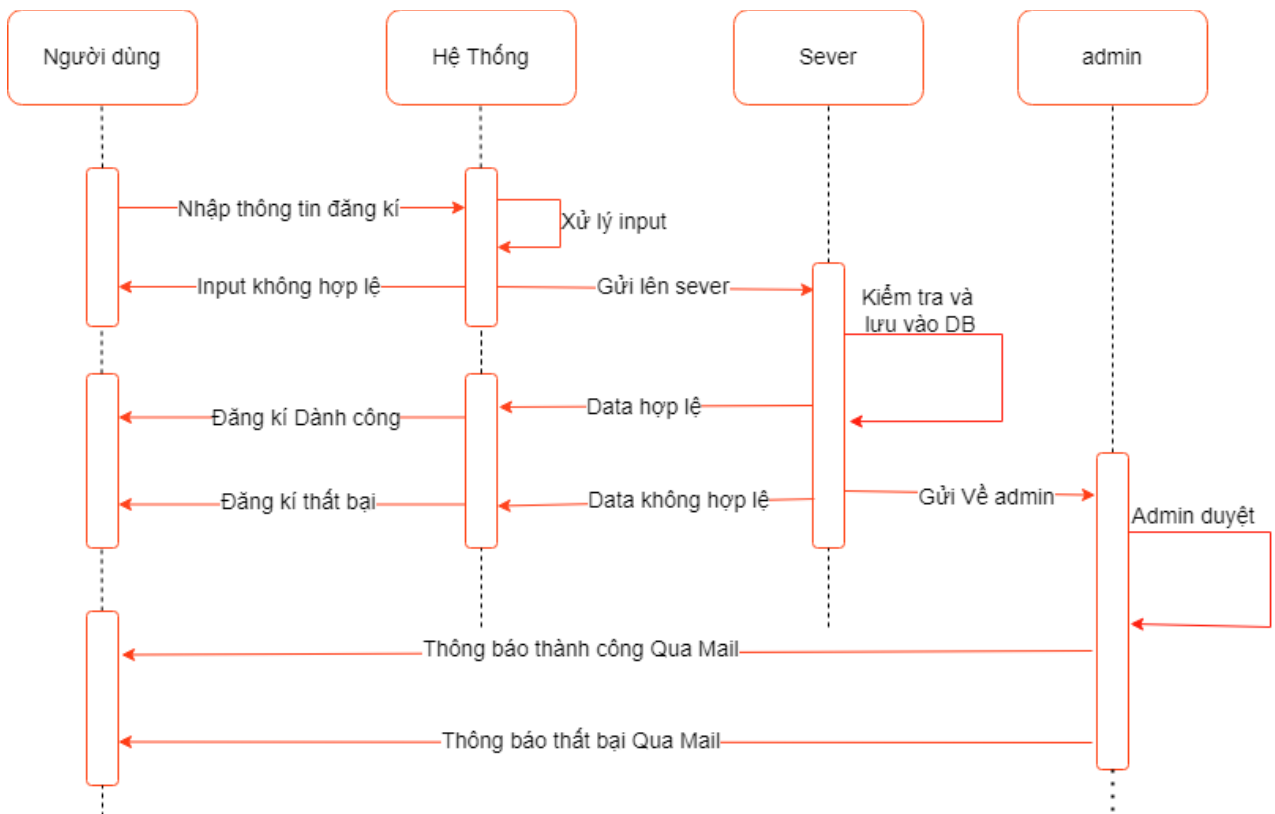 Người dùng
Hệ Thống
Sever
admin
Nhập thông tin đăng kí
Xử lý input
Input không hợp lệ
Gửi lên sever
Kiểm tra và
lưu vào DB
Data hợp lệ
Đăng kí Dành công
Data không hợp lệ
Đăng kí thất bại
Gửi Về admin
Admin duyệt
Thông báo thành công Qua Mail
Thông báo thất bại Qua Mail